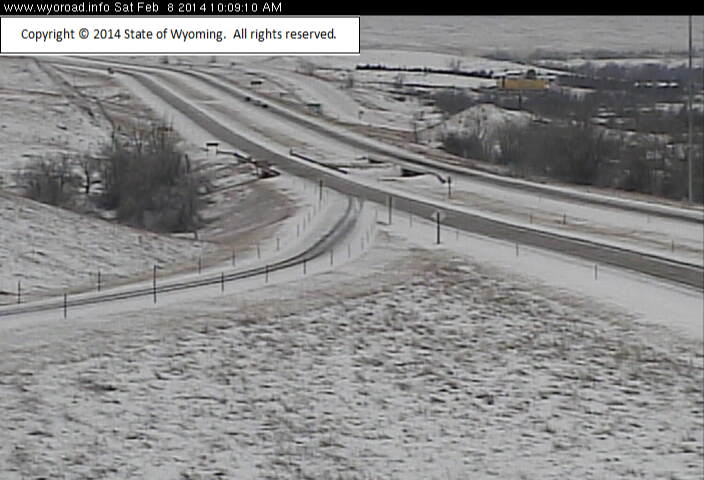 www.wyoroad.info Sat Feb 8 2014 10:09:10 AM
Copyright © 2014 State of Wyoming. All rights reserved.